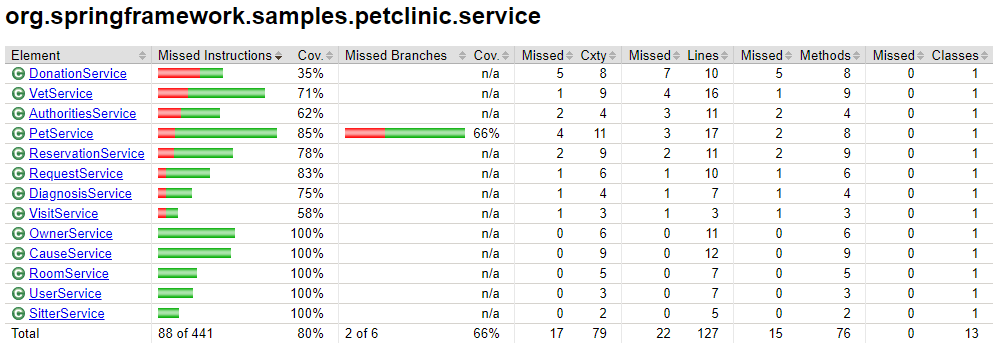 org.springframework.samples.petclinic.service
Element Missed Instructions Cov. Missed Branches Cov. Missed Cxty Missed Lines Missed Methods Missed Classes
C DonationService 35% n/a 5 8 7 10 5 8 0 1
C VetService 71% n/a 1 9 4 16 1 9 0 1
C AuthoritiesService 62% n/a 2 4 3 11 2 4 0 1
C PetService 85% 66% 4 11 3 17 2 8 0 1
C ReservationService 78% n/a 2 9 2 11 2 9 0 1
C RequestService 83% n/a 1 6 1 10 1 6 0 1
C DiagnosisService 75% n/a 1 4 1 7 1 4 0 1
C VisitService 58% n/a 1 3 1 3 1 3 0 1
C OwnerService 100% n/a 0 6 0 11 0 6 0 1
C CauseService 100% n/a 0 9 0 12 0 9 0 1
C RoomService 100% n/a 0 5 0 7 0 5 0 1
C UserService 100% n/a 0 3 0 7 0 3 0 1
C SitterService 100% n/a 0 2 0 5 0 2 0 1
Total 88 of 441 80% 2 of 6 66% 17 79 22 127 15 76 0 13